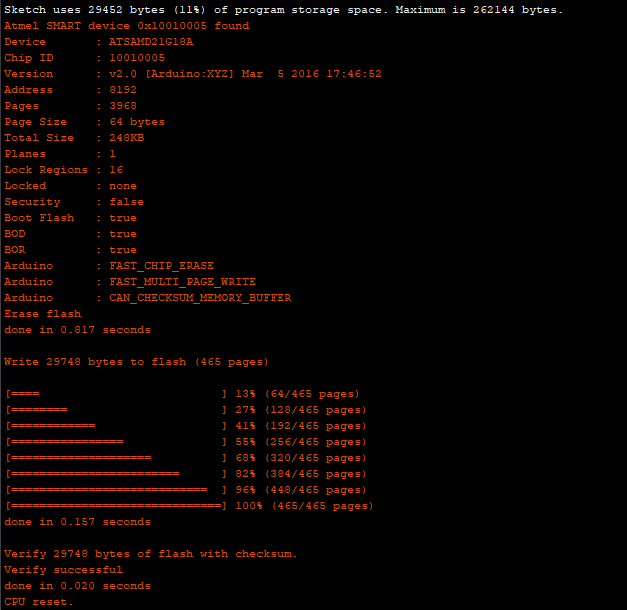 Sketch uses 29452 bytes (11%) of program storage space. Maximum is 262144 bytes.
Atmel SMART device 0x10010005 found
Device       : ATSAMD21G18A
Chip ID      : 10010005
Version      : v2.0 [Arduino:XYZ] Mar  5 2016 17:46:52
Address      : 8192
Pages        : 3968
Page Size    : 64 bytes
Total Size   : 248KB
Planes       : 1
Lock Regions : 16
Locked       : none
Security     : false
Boot Flash   : true
BOD          : true
BOR          : true
Arduino      : FAST_CHIP_ERASE
Arduino      : FAST_MULTI_PAGE_WRITE
Arduino      : CAN_CHECKSUM_MEMORY_BUFFER
Erase flash
done in 0.817 seconds

Write 29748 bytes to flash (465 pages)

[====                          ] 13% (64/465 pages)
[========                      ] 27% (128/465 pages)
[============                  ] 41% (192/465 pages)
[================              ] 55% (256/465 pages)
[====================          ] 68% (320/465 pages)
[========================      ] 82% (384/465 pages)
[============================  ] 96% (448/465 pages)
[==============================] 100% (465/465 pages)
done in 0.157 seconds

Verify 29748 bytes of flash with checksum.
Verify successful
done in 0.020 seconds
CPU reset.